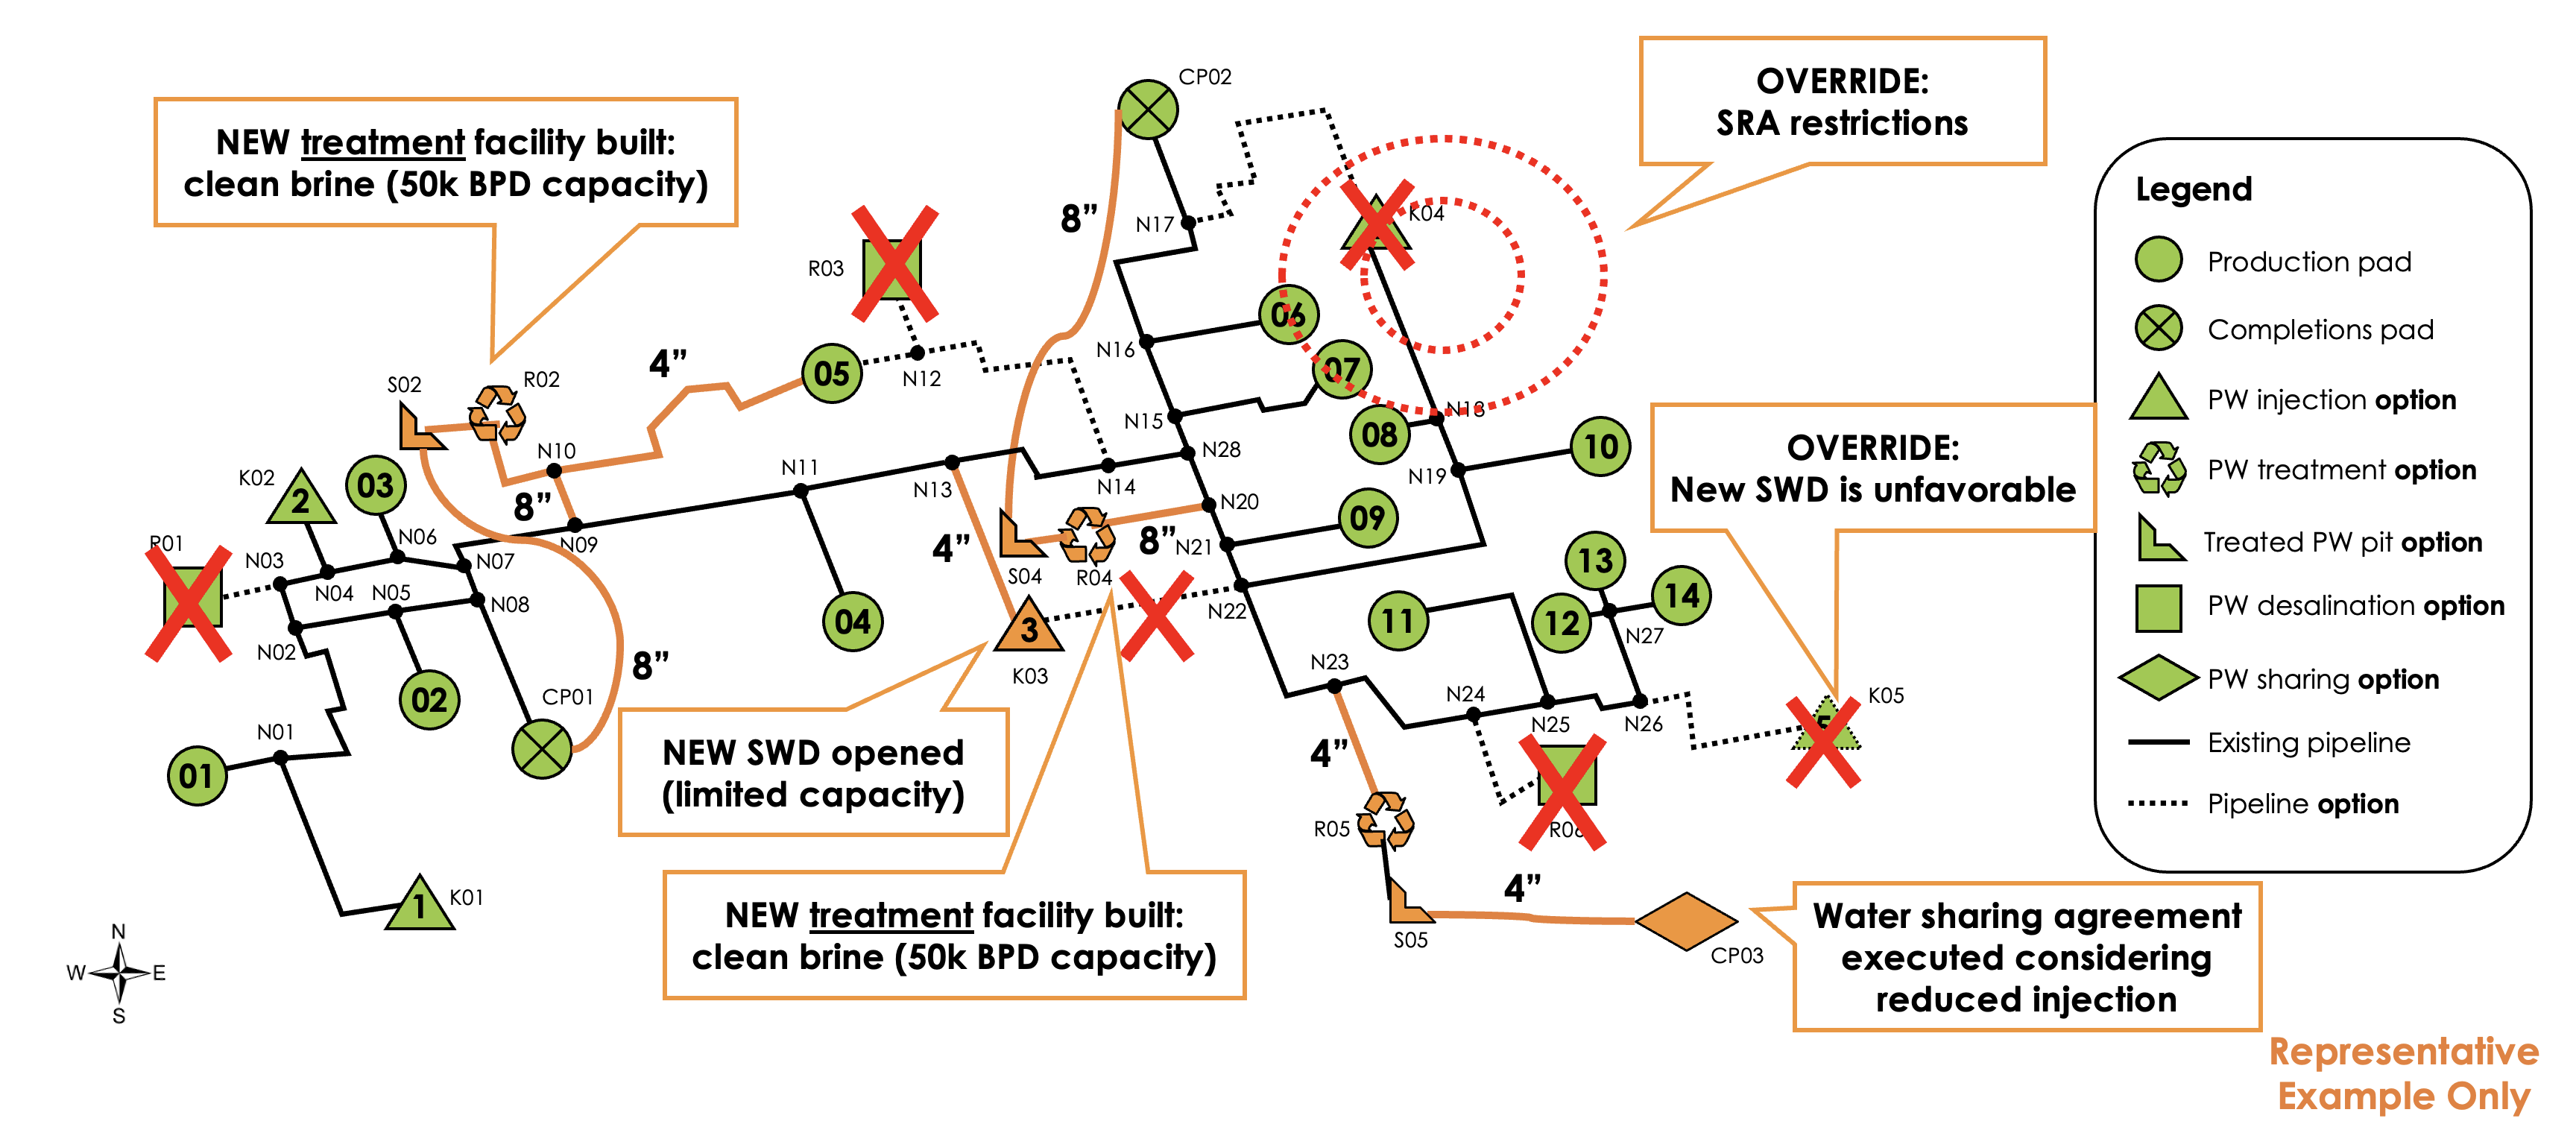 CP02
OVERRIDE:
SRA restrictions
NEW treatment facility built:
clean brine (50k BPD capacity)
Legend
Production pad
Completions pad
PW injection option
PW treatment option
Treated PW pit option
PW desalination option
PW sharing option
Existing pipeline
Pipeline option
8”
N17
K04
R03
06
N16
07
4”
05
N12
S02
R02
N15
08
N18
10
OVERRIDE:
New SWD is unfavorable
N10
N28
N11
N13
N14
N19
K02
2
03
8”
N20
09
R01
N03
N06
N09
N07
4”
8”
N21
S04
R04
13
N04
N05
N08
N22
11
12
14
N27
04
3
N02
K03
8”
N23
02
CP01
N24
N25
N26
5
K05
N01
01
NEW SWD opened
(limited capacity)
4”
R05
R06
1
K01
NEW treatment facility built:
clean brine (50k BPD capacity)
4”
S05
CP03
Water sharing agreement
executed considering
reduced injection
N
W
E
S
Representative
Example Only